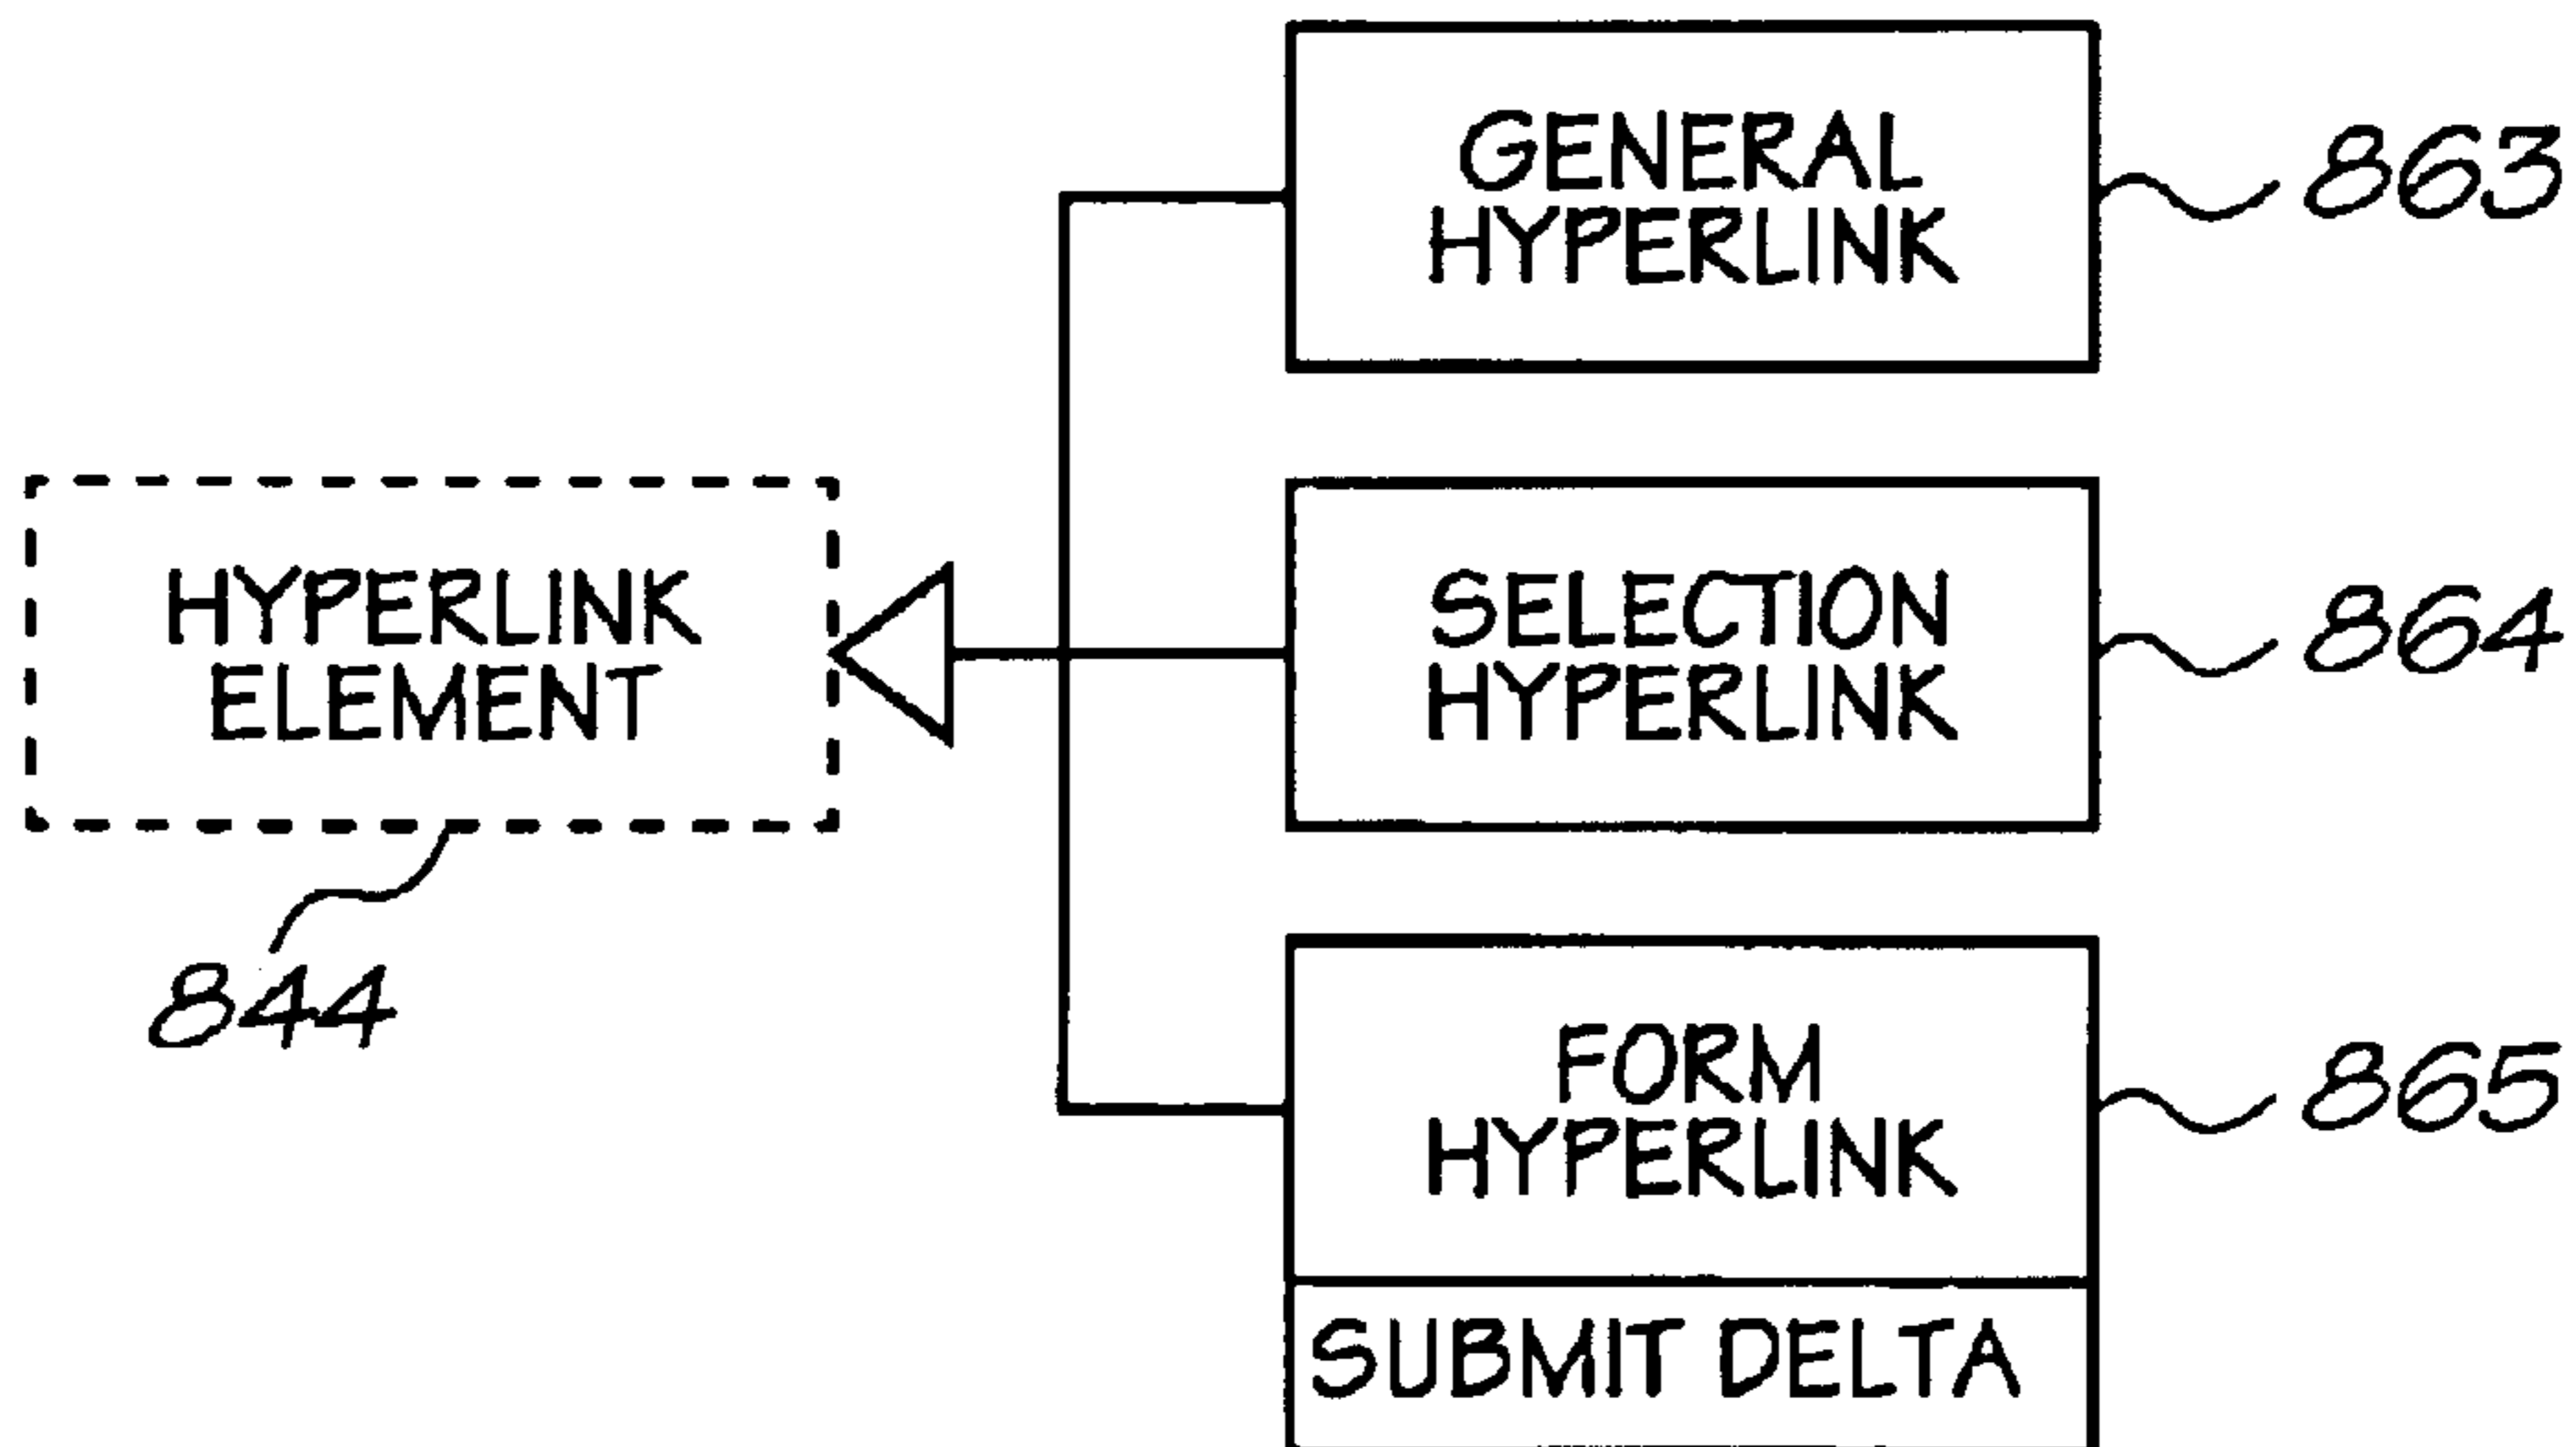 GENERAL
HYPERLINK
863
HYPERLINK
ELEMENT
844
SELECTION
HYPERLINK
864
FORM
HYPERLINK
865
SUBMIT DELTA